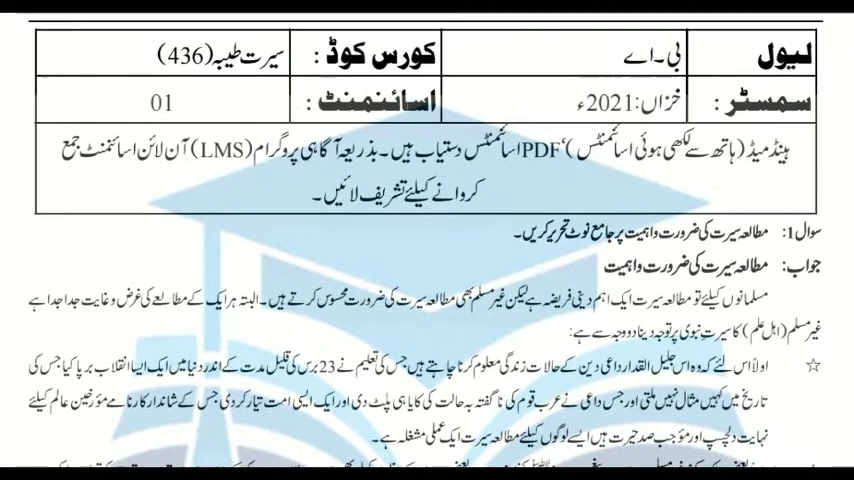 لیول بی۔اے کورس کوڈ : سیرت طیبہ (436)
سمسٹر : خزاں:2021ء اسائنمنٹ : 01
ہینڈ میڈ (ہاتھ سے لکھی ہوئی اسائنمنٹس)‘PDFاسائنمنٹس دستیاب ہیں۔ بذریعہ آگاہی پروگرام (LMS) آن لائن اسائنمنٹ جمع
کروانے کیلئے تشریف لائیں۔
سوال 1: مطالعہ سیرت کی ضرورت و اہمیت پر جامع نوٹ تحریر کریں۔
جواب: مطالعہ سیرت کی ضرورت و اہمیت
مسلمانوں کیلئے تو مطالعہ سیرت ایک اہم دینی فریضہ ہے لیکن غیر مسلم بھی مطالعہ سیرت کی ضرورت محسوس کرتے ہیں۔ البتہ ہر ایک کے مطالعے کی غرض و غایت جدا جدا ہے
غیر مسلم (اہل علم) کا سیرت نبوی پر توجہ دینا دو وجہ سے ہے:
☆ اولاً اس لئے کہ وہ اس جلیل القدر داعی دین کے حالات زندگی معلوم کرنا چاہتے ہیں جس کی تعلیم نے 23 برس کی قلیل مدت کے اندر دنیا میں ایک ایسا انقلاب برپا کیا جس کی
تاریخ میں کہیں مثال نہیں ملتی اور جس داعی نے عرب قوم کی ناگفتہ بہ حالت کی کایا ہی پلٹ دی اور ایک ایسی امت تیار کر دی جس کے شاندار کارنامے مؤرخین عالم کیلئے
نہایت دلچسپ اور مؤجب صد حیرت ہیں ایسے لوگوں کیلئے مطالعہ سیرت ایک عملی مشغلہ ہے۔